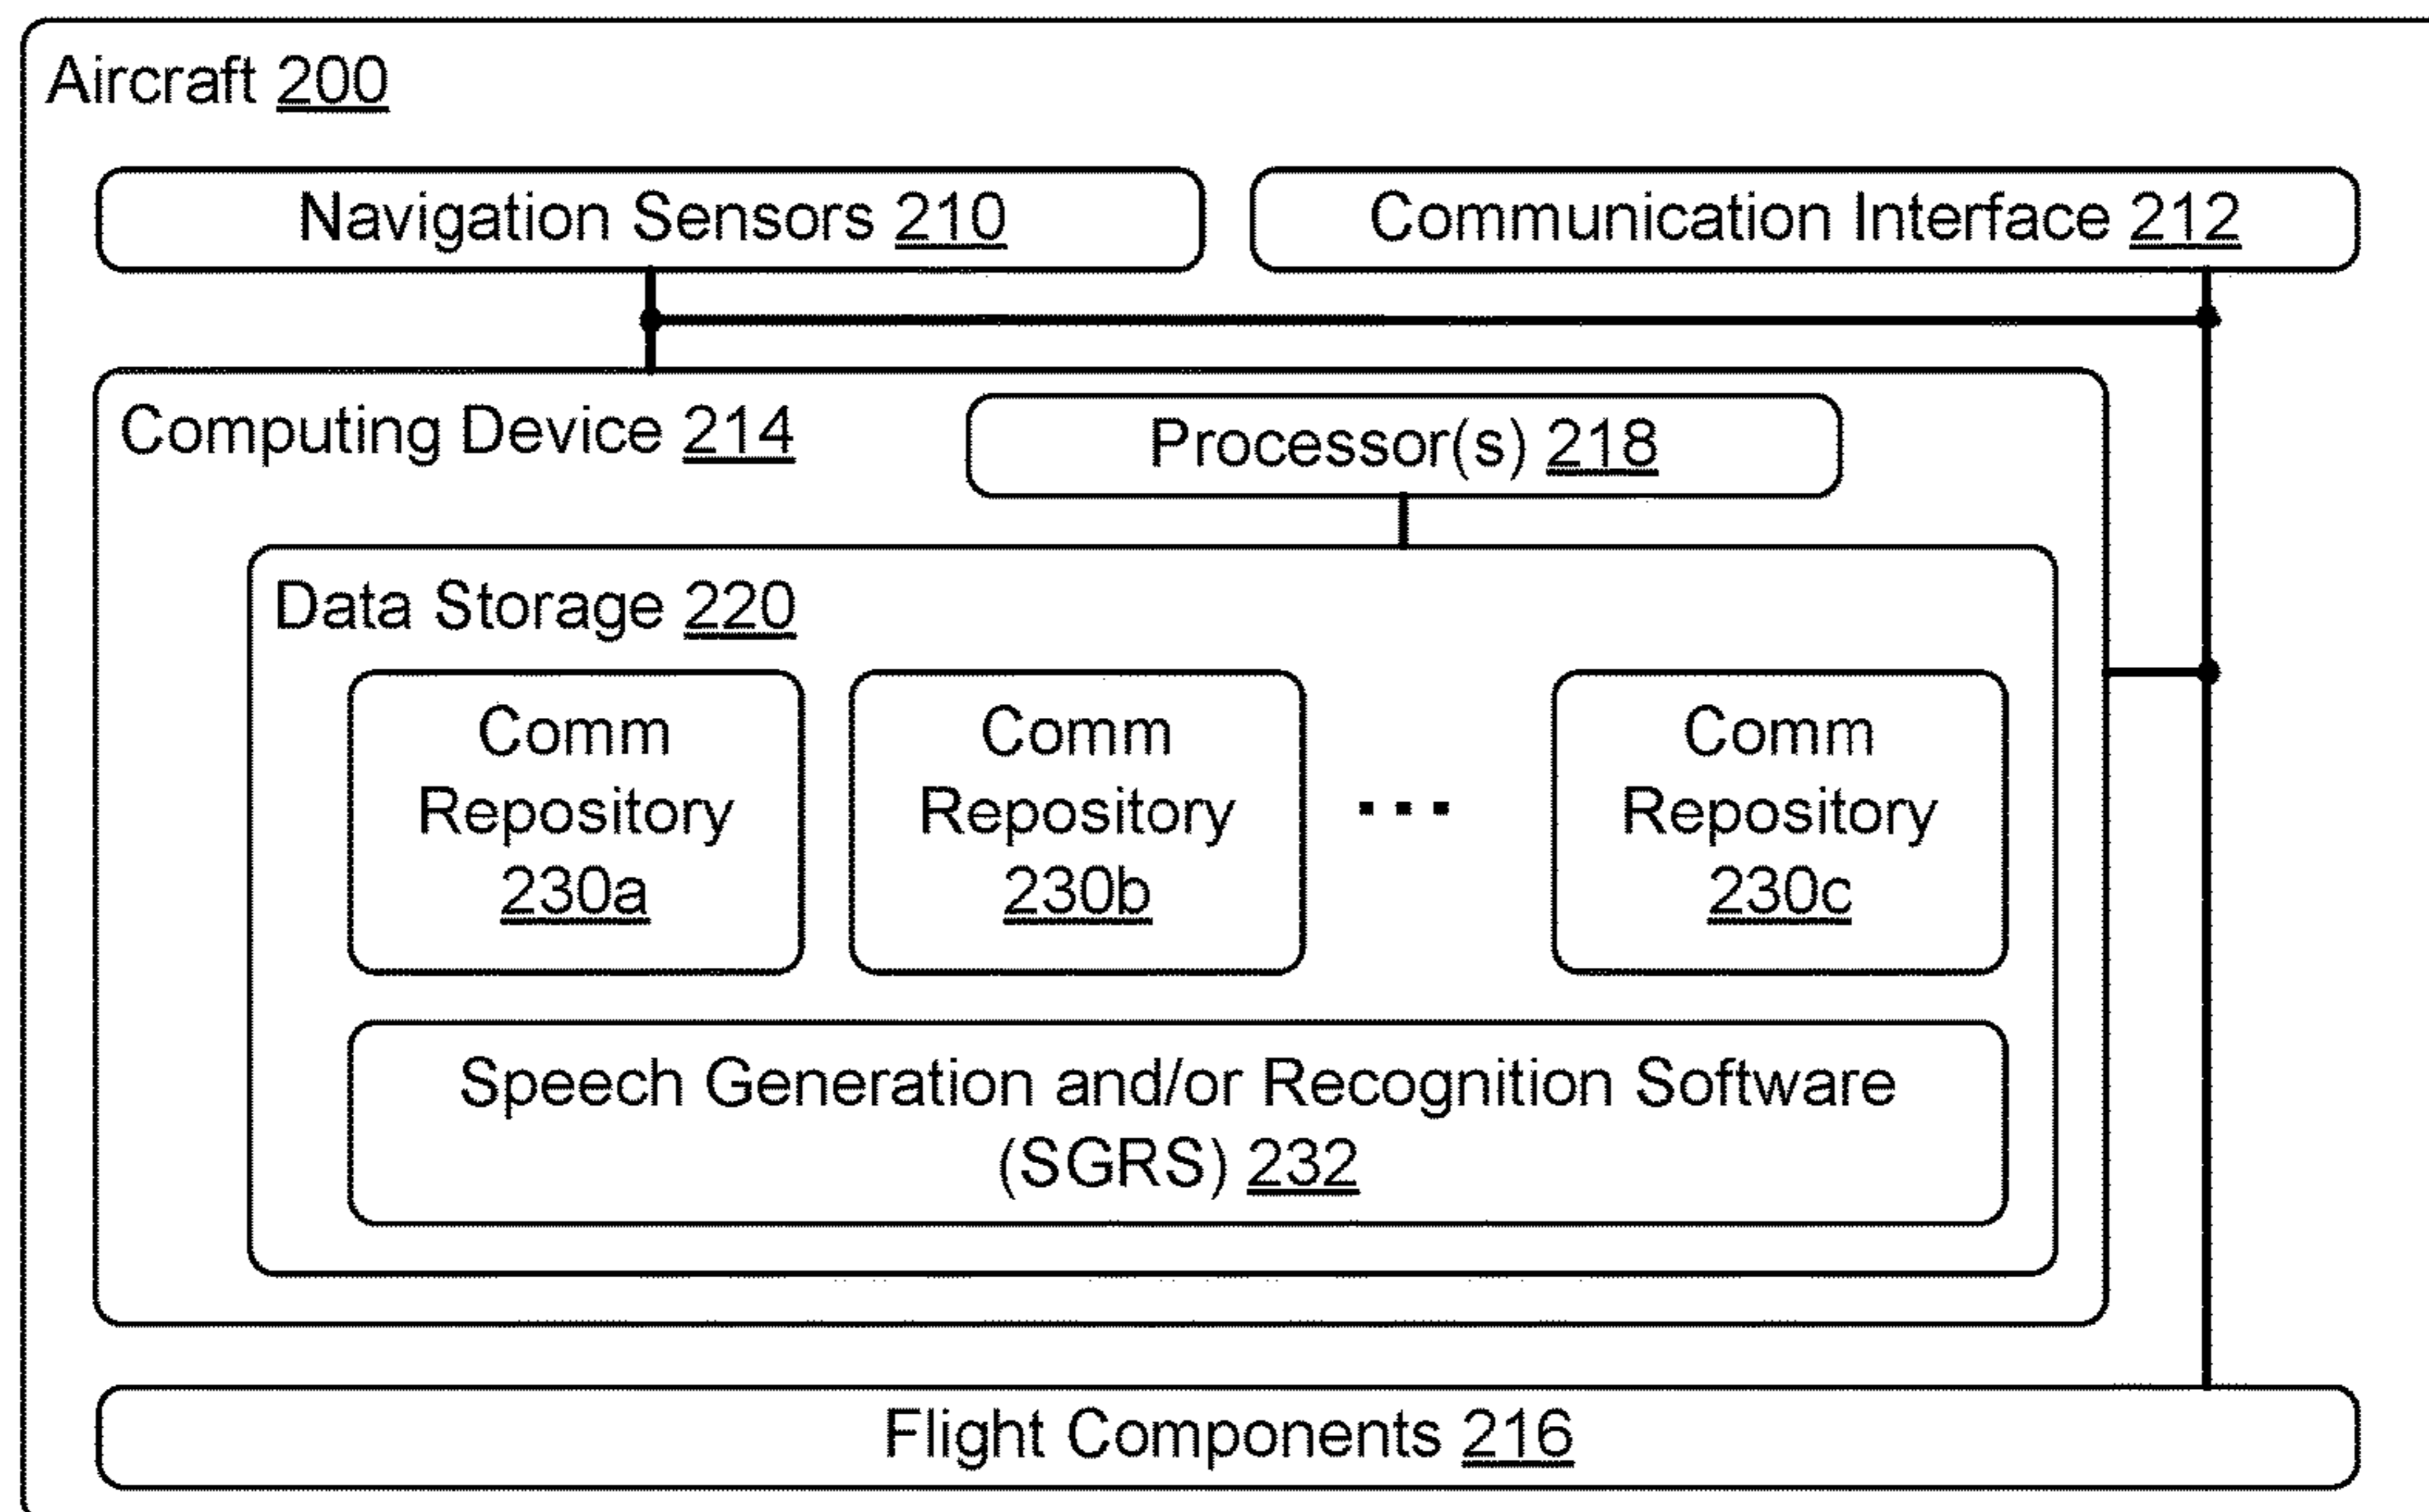 Aircraft 200
Navigation Sensors 210
Communication Interface 212
Computing Device 214
Processor(s) 218
Data Storage 220
Comm
Repository
230a
Comm
Repository
230b
...
Comm
Repository
230c
Speech Generation and/or Recognition Software
(SGRS) 232
Flight Components 216